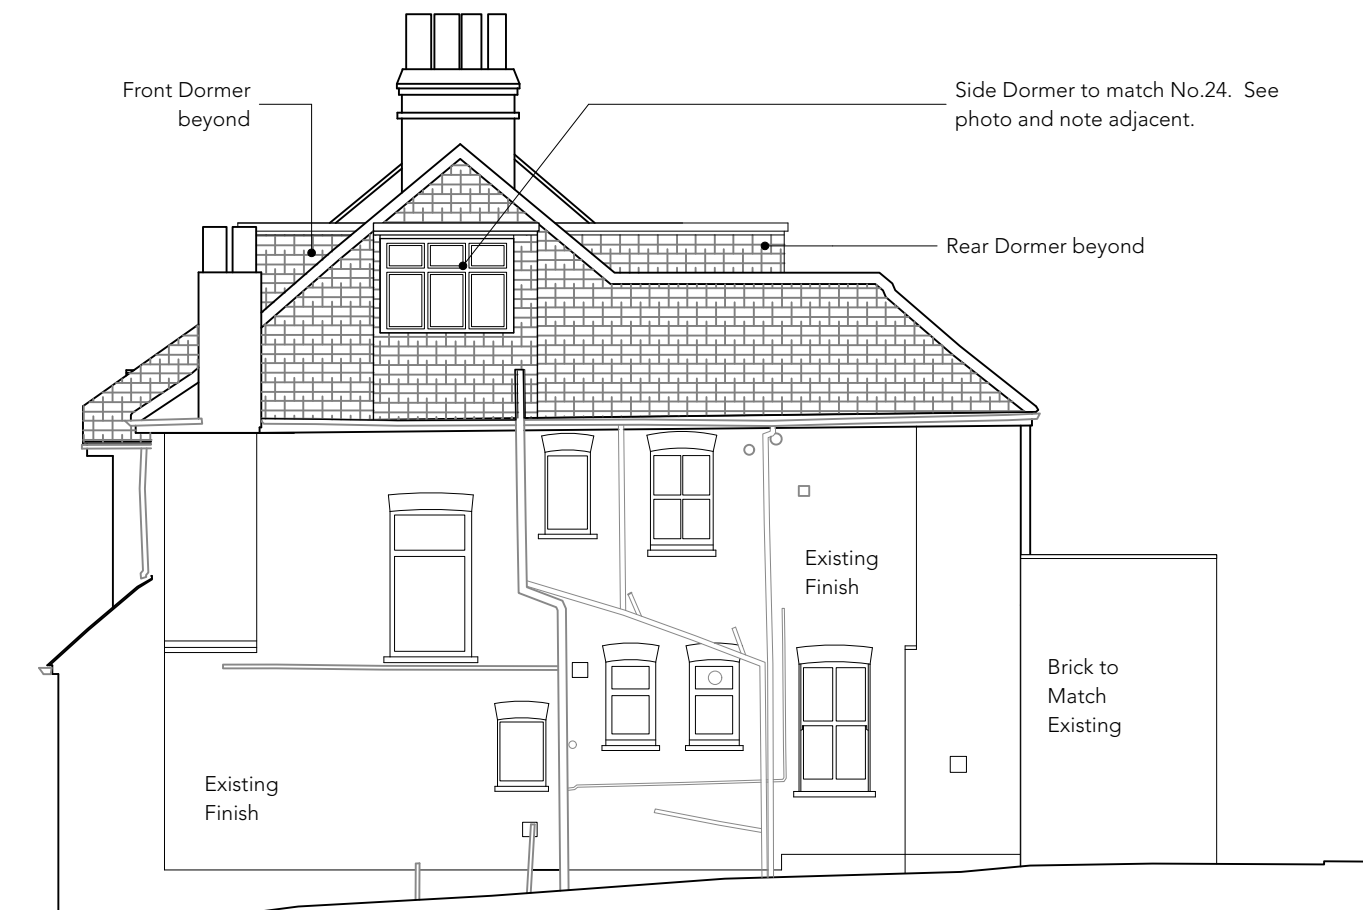 Front Dormer
beyond
Side Dormer to match No.24.  See
photo and note adjacent.
Rear Dormer beyond
Existing
Finish
Brick to
Match
Existing
Existing
Finish